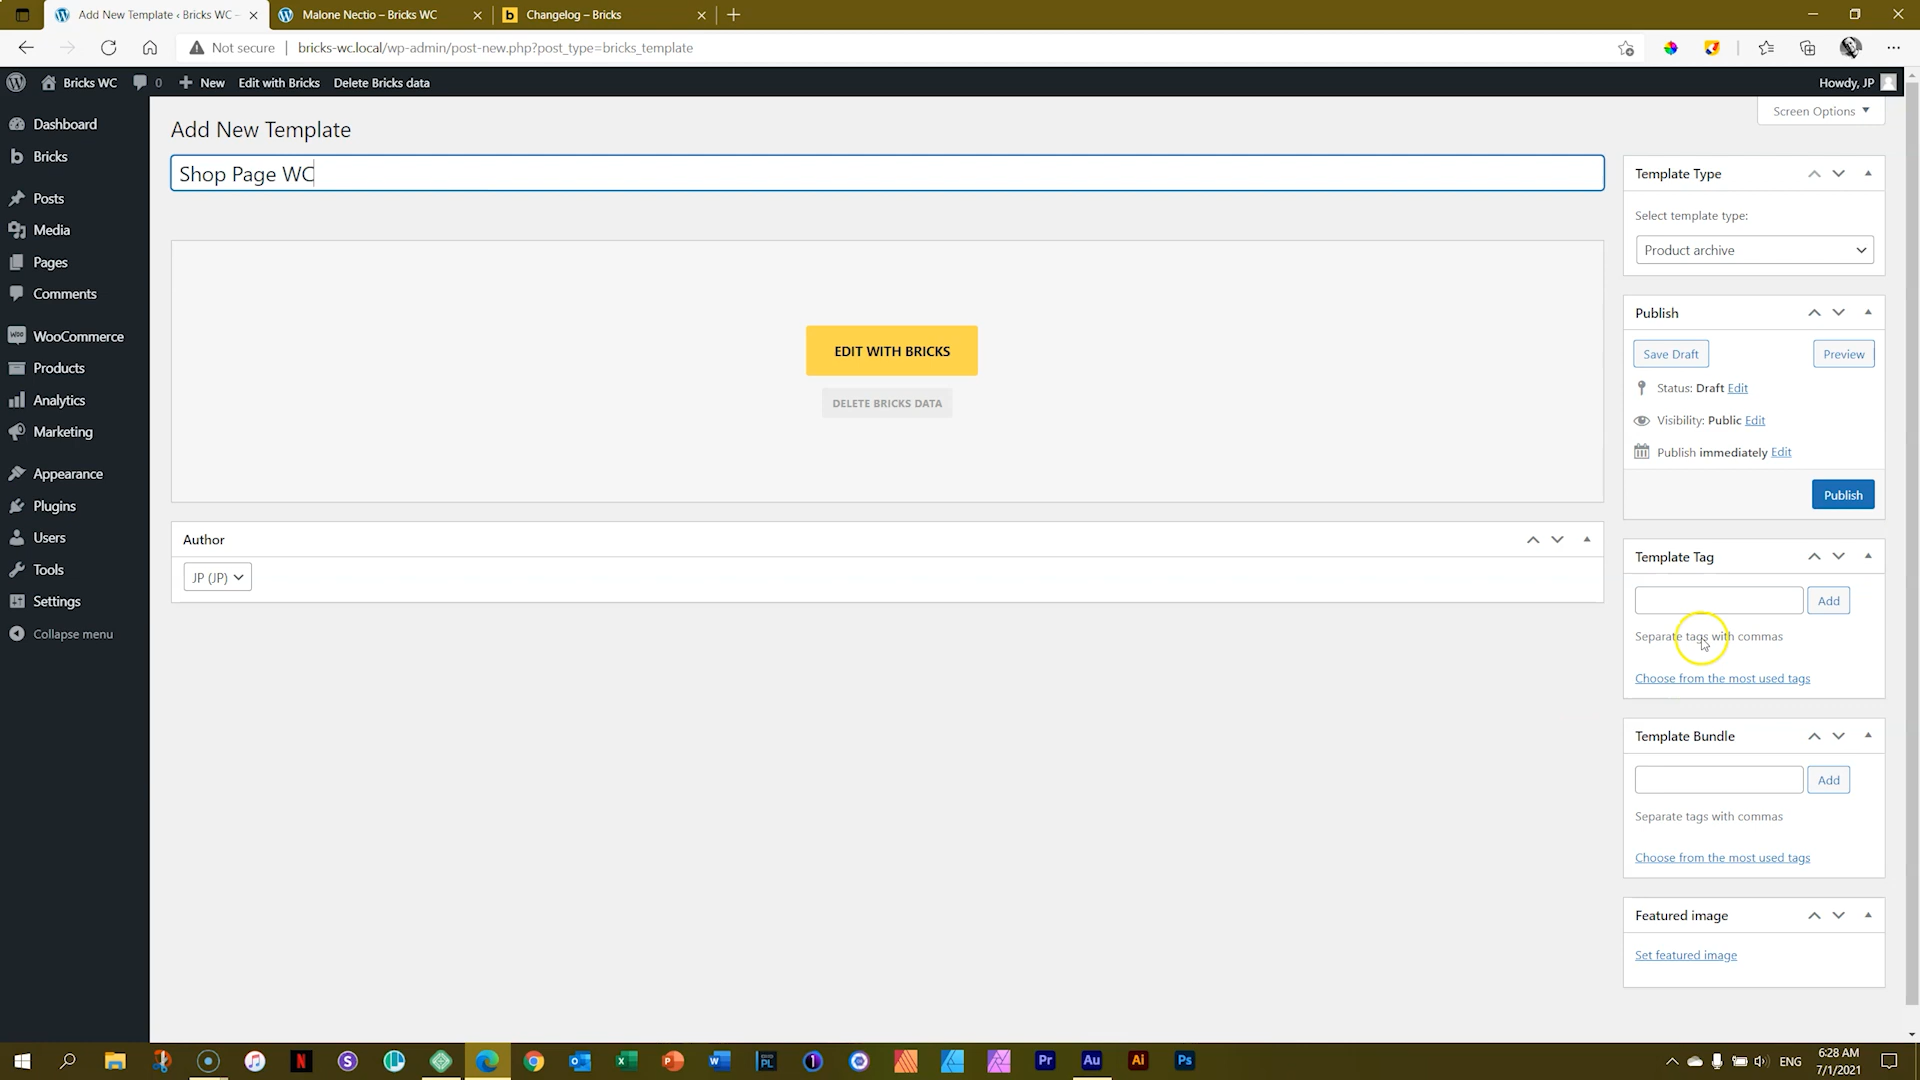 Add New Template ‹ Bricks WC –
Malone Nectio – Bricks WC
Changelog – Bricks
Not secure
bricks-wc.local/wp-admin/post-new.php?post_type=bricks_template
Bricks WC
0
New
Edit with Bricks
Delete Bricks data
Howdy, JP
Dashboard
Bricks
Posts
Media
Pages
Comments
WooCommerce
Products
Analytics
Marketing
Appearance
Plugins
Users
Tools
Settings
Collapse menu
Screen Options
Add New Template
Shop Page WC
EDIT WITH BRICKS
DELETE BRICKS DATA
Author
JP (JP)
Template Type
Select template type:
Product archive
Publish
Save Draft
Preview
Status: Draft Edit
Visibility: Public Edit
Publish immediately Edit
Publish
Template Tag
Add
Separate tags with commas
Choose from the most used tags
Template Bundle
Add
Separate tags with commas
Choose from the most used tags
Featured image
Set featured image
Pr
Au
Ai
Ps
ENG
6:28 AM
7/1/2021